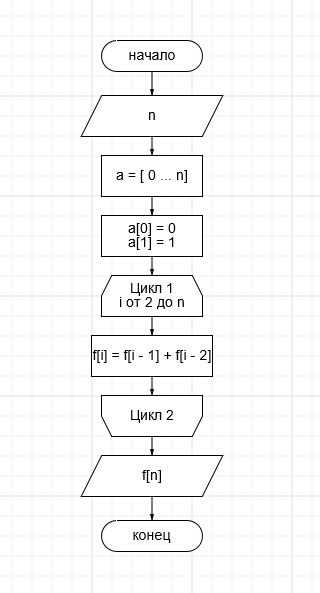 начало
n
a = [ 0 ... n]
a[0] = 0
a[1] = 1
Цикл 1
i от 2 до n
f[i] = f[i - 1] + f[i - 2]
Цикл 2
f[n]
конец